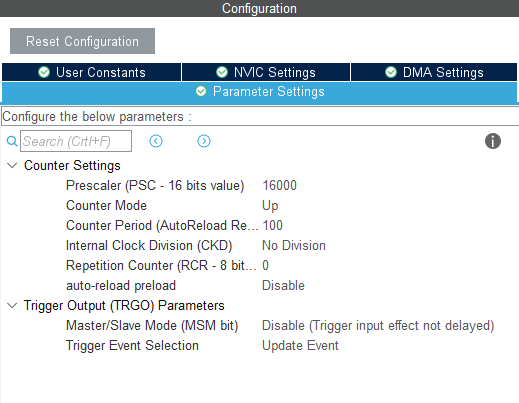 Configuration
Reset Configuration
User Constants NVIC Settings DMA Settings
Parameter Settings
Configure the below parameters :
Search (Crtl+F)
Counter Settings
Prescaler (PSC - 16 bits value) 16000
Counter Mode Up
Counter Period (AutoReload Re... 100
Internal Clock Division (CKD) No Division
Repetition Counter (RCR - 8 bit... 0
auto-reload preload Disable
Trigger Output (TRGO) Parameters
Master/Slave Mode (MSM bit) Disable (Trigger input effect not delayed)
Trigger Event Selection Update Event